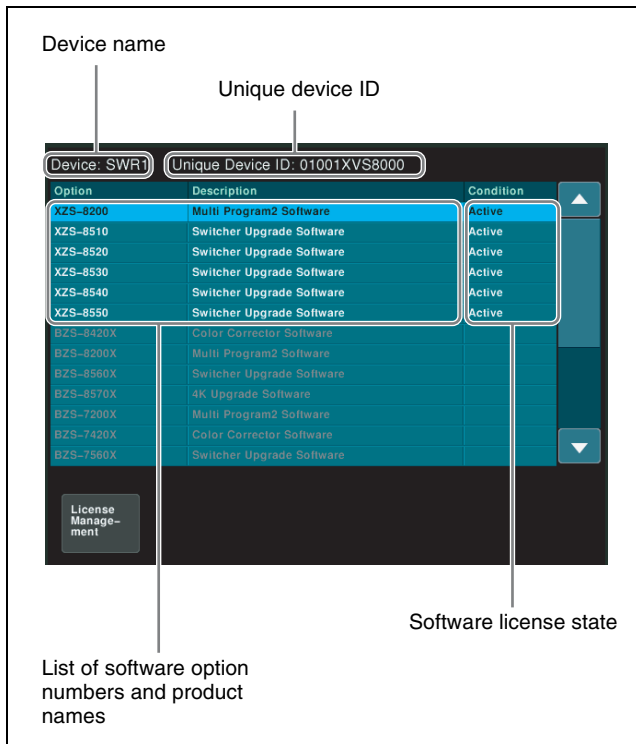 Device name
Unique device ID
Device: SWR1 Unique Device ID: 01001XVS8000
Option Description Condition
XZS–8200 Multi Program2 Software Active
XZS–8510 Switcher Upgrade Software Active
XZS–8520 Switcher Upgrade Software Active
XZS–8530 Switcher Upgrade Software Active
XZS–8540 Switcher Upgrade Software Active
XZS–8550 Switcher Upgrade Software Active
BZS–8420X Color Corrector Software
BZS–8200X Multi Program2 Software
BZS–8560X Switcher Upgrade Software
BZS–8570X 4K Upgrade Software
BZS–7200X Multi Program2 Software
BZS–7420X Color Corrector Software
BZS–7560X Switcher Upgrade Software
License
Manage–
ment
Software license state
List of software option
numbers and product
names